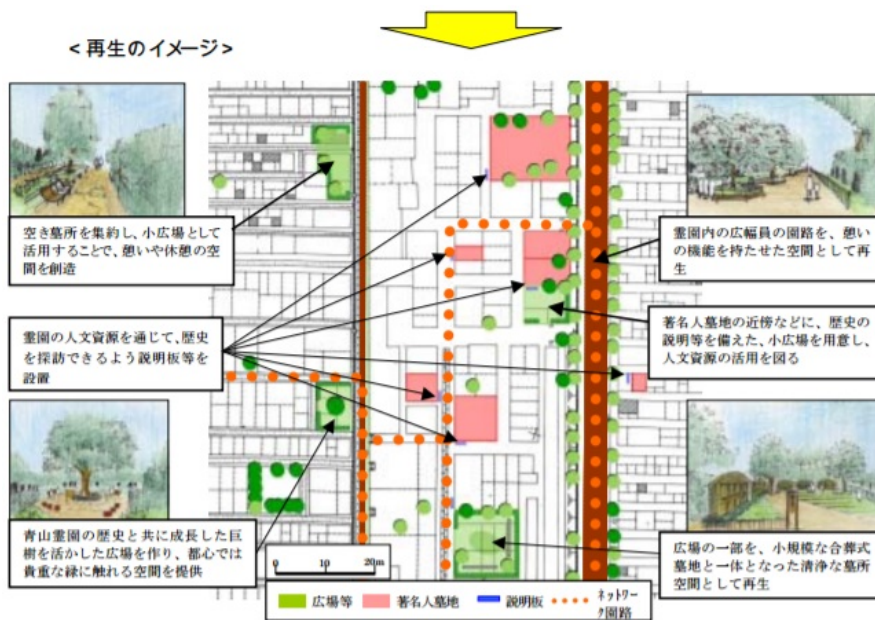 ＜再生のイメージ＞
空き墓所を集約し、小広場として
活用することで、憩いや休憩の空
間を創造
霊園の人文資源を通じて、歴史
を探訪できるよう説明板等を
設置
青山霊園の歴史と共に成長した巨
樹を活かした広場を作り、都心では
貴重な緑に触れる空間を提供
霊園内の広幅員の園路を、憩い
の機能を持たせた空間として再
生
著名人墓地の近傍などに、歴史の
説明等を備えた、小広場を用意し、
人文資源の活用を図る
広場の一部を、小規模な合葬式
墓地と一体となった清浄な墓所
空間として再生
0 10 20m
広場等 著名人墓地 説明板 ネットワー
ク園路